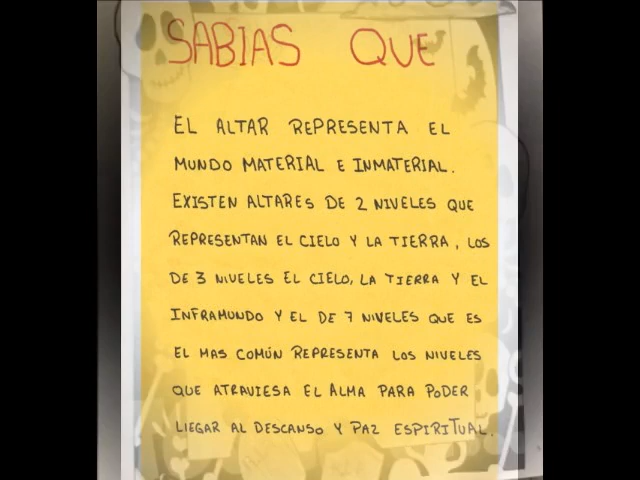 SABIAS QUE
EL ALTAR REPRESENTA EL
MUNDO MATERIAL E INMATERIAL.
EXISTEN ALTARES DE 2 NIVELES QUE
REPRESENTAN EL CIELO Y LA TIERRA, LOS
DE 3 NIVELES EL CIELO, LA TIERRA Y EL
INFRAMUNDO Y EL DE 7 NIVELES QUE ES
EL MAS COMÚN REPRESENTA LOS NIVELES
QUE ATRAVIESA EL ALMA PARA PODER
LLEGAR AL DESCANSO Y PAZ ESPIRITUAL.